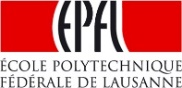 EPFL
ÉCOLE POLYTECHNIQUE
FÉDÉRALE DE LAUSANNE